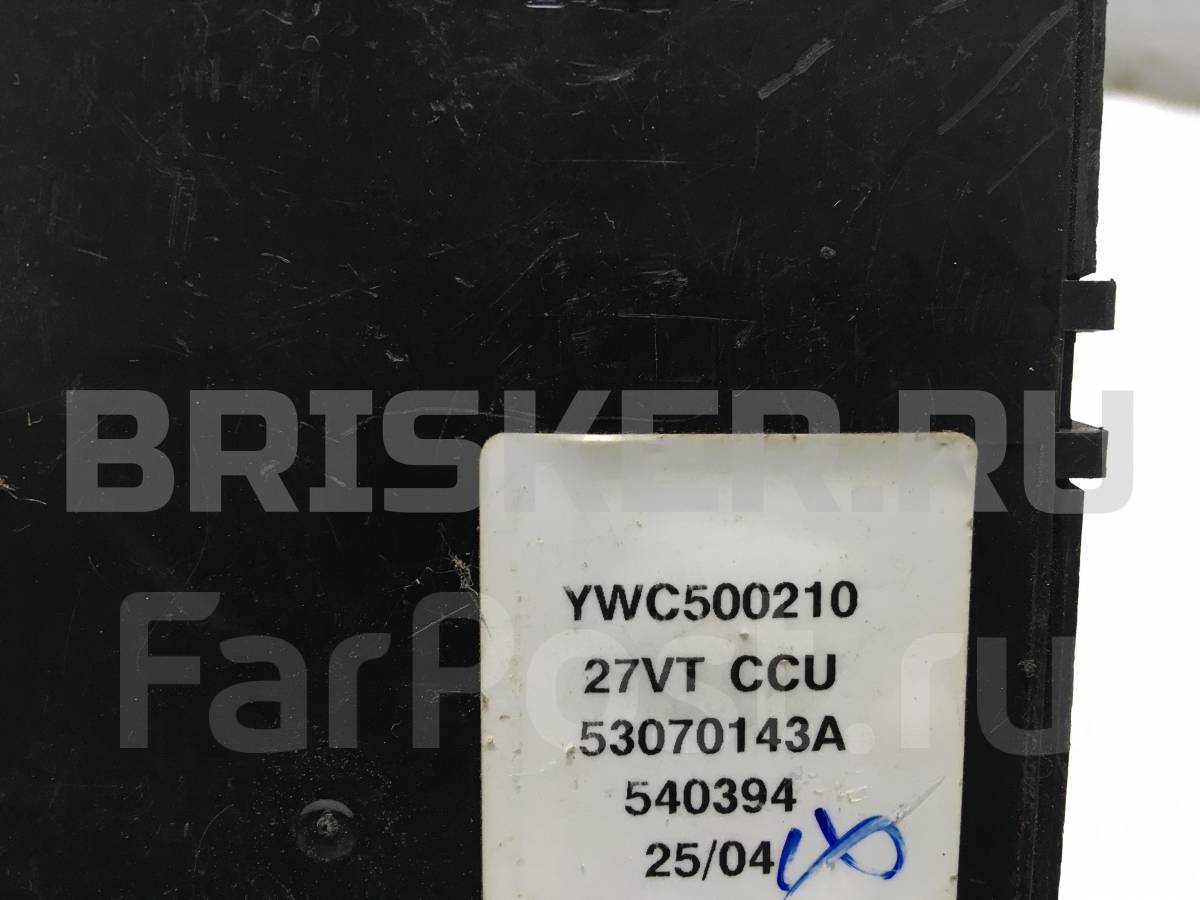 BRISKER.RU
FarPost.ru
YWC500210
27VT CCU
53070143A
540394
25/04